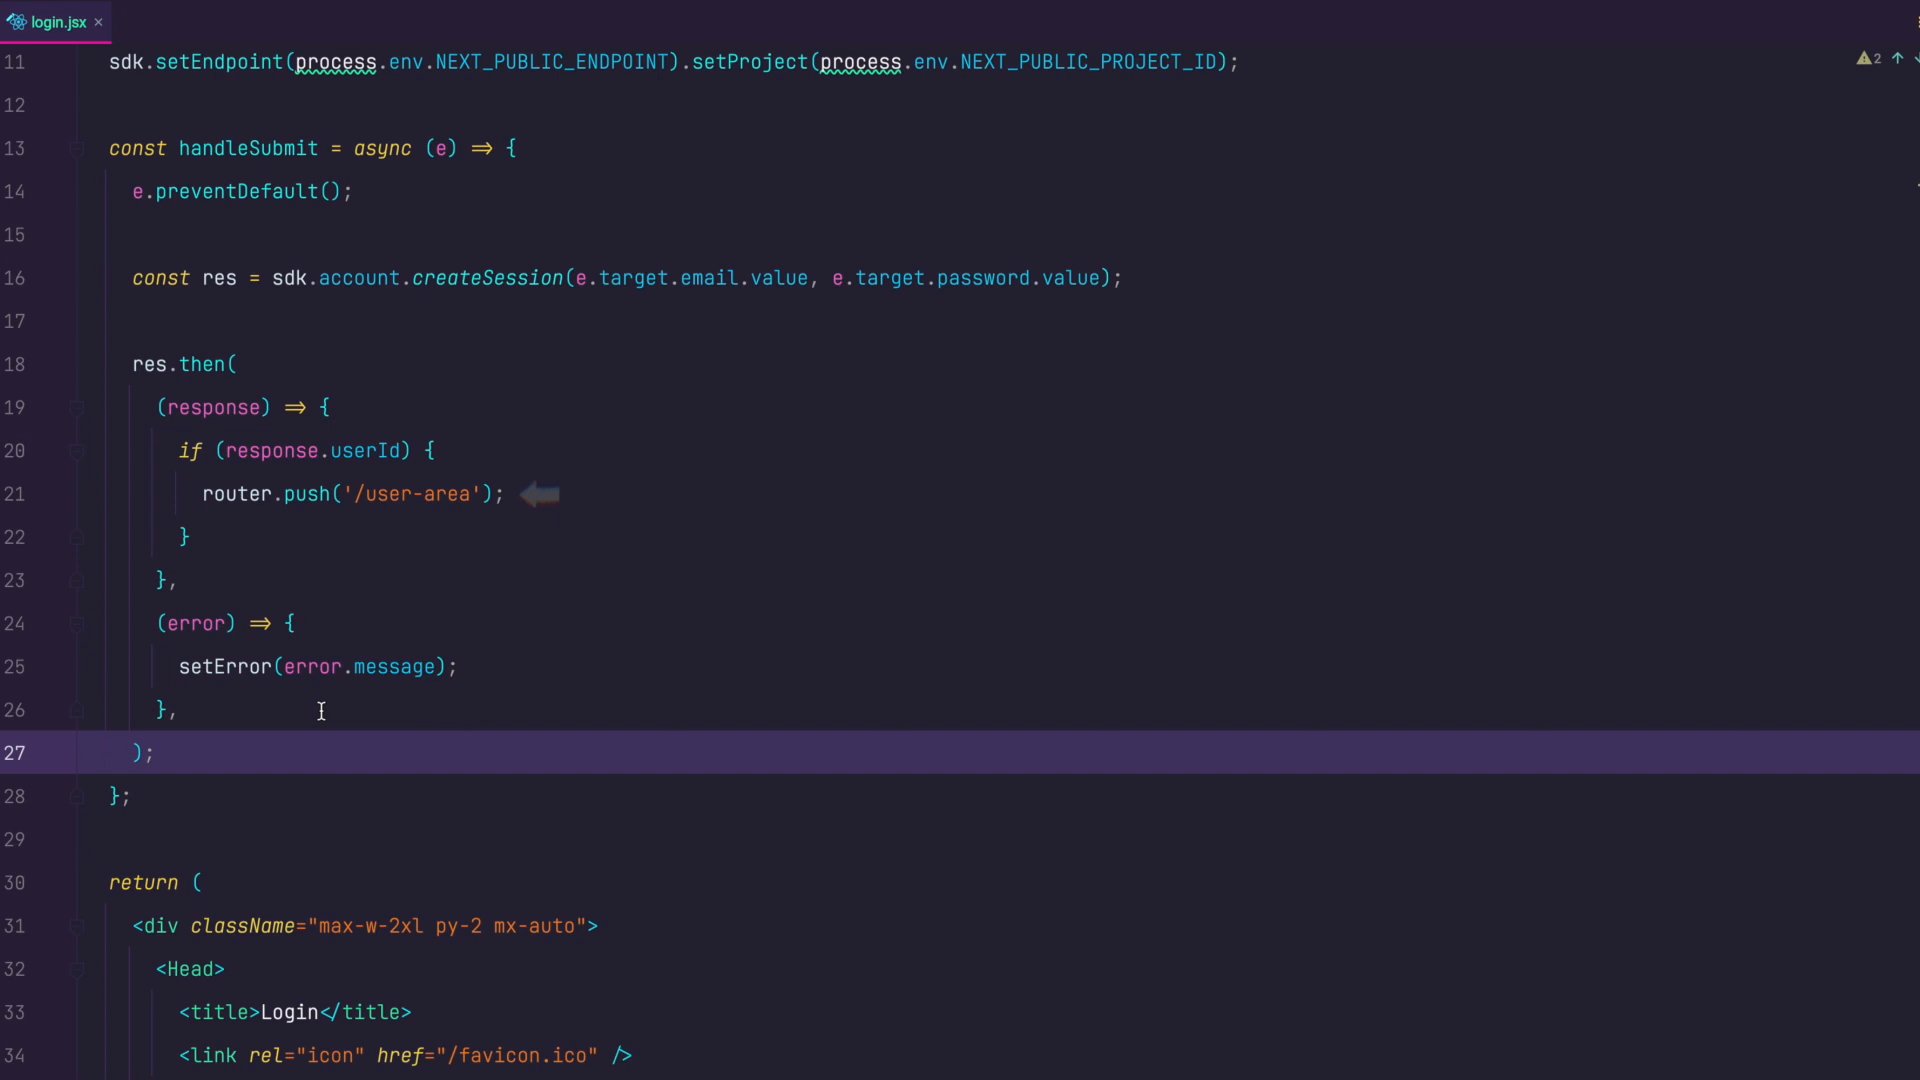 login.jsx ×
2
11 sdk.setEndpoint(process.env.NEXT_PUBLIC_ENDPOINT).setProject(process.env.NEXT_PUBLIC_PROJECT_ID);
12
13 const handleSubmit = async (e) => {
14 e.preventDefault();
15
16 const res = sdk.account.createSession(e.target.email.value, e.target.password.value);
17
18 res.then(
19 (response) => {
20 if (response.userId) {
21 router.push('/user-area');
22 }
23 },
24 (error) => {
25 setError(error.message);
26 },
27 );
28 };
29
30 return (
31 <div className="max-w-2xl py-2 mx-auto">
32 <Head>
33 <title>Login</title>
34 <link rel="icon" href="/favicon.ico" />